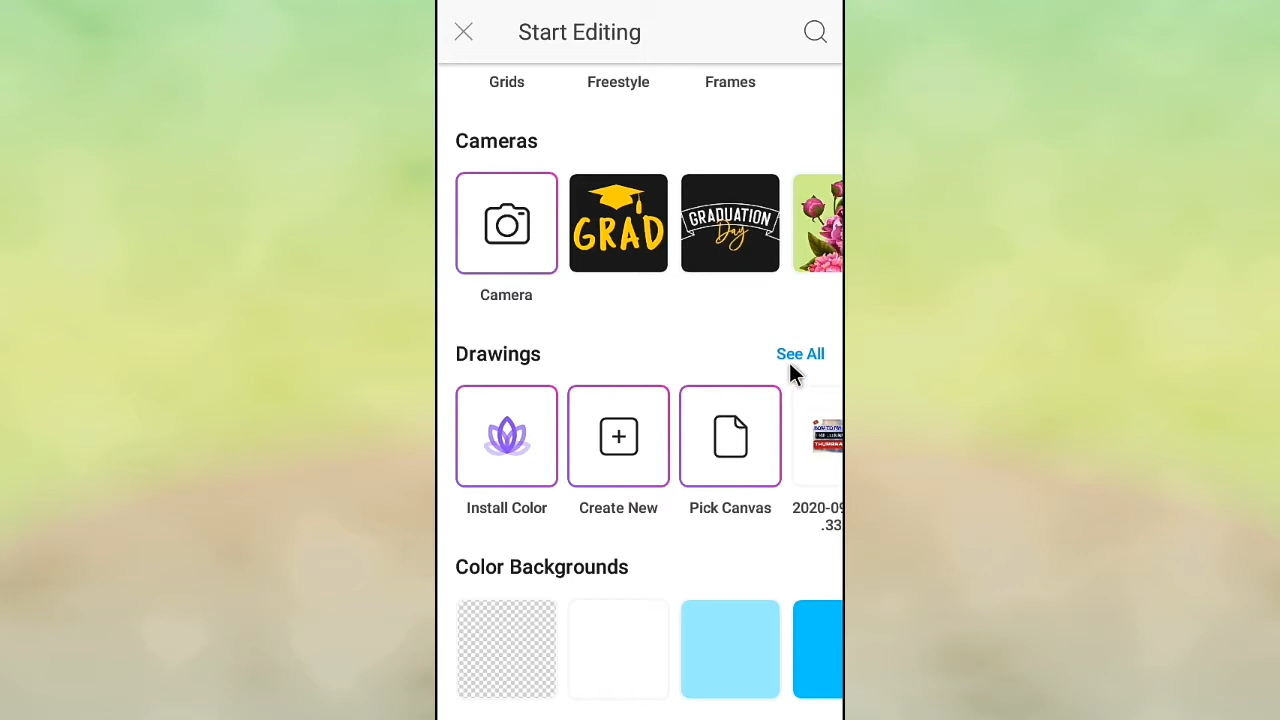 Start Editing
Grids Freestyle Frames
Cameras
GRAD
GRADUATION
Day
Camera
Drawings See All
Install Color Create New Pick Canvas 2020-09
.33
Color Backgrounds